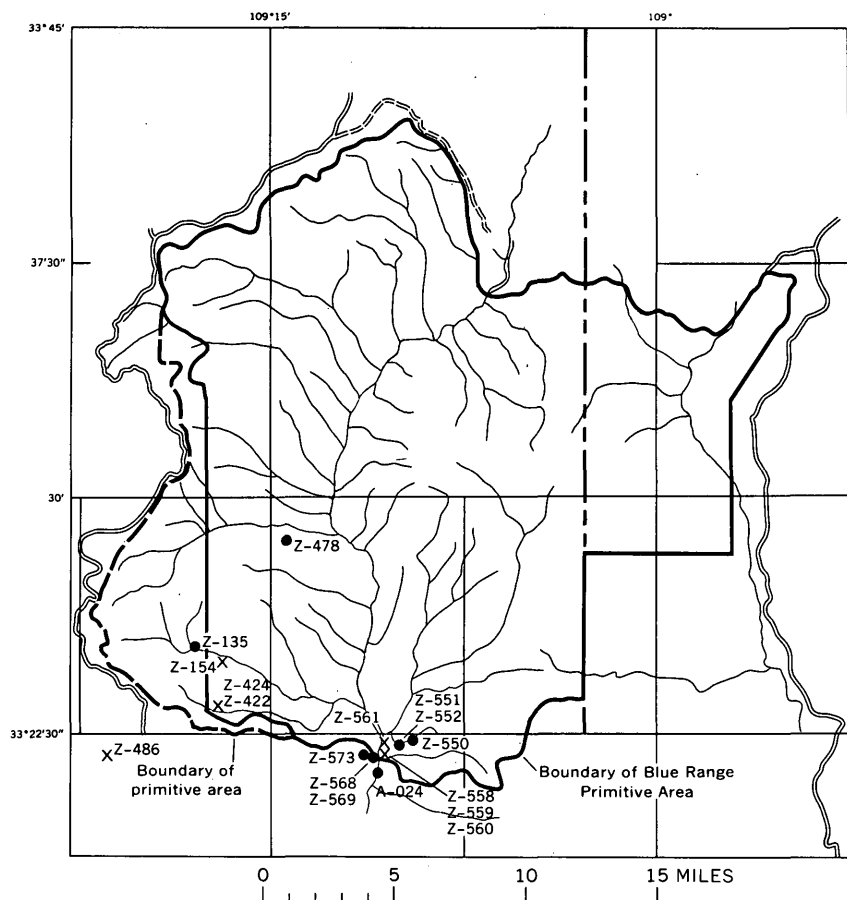 109°15'
109°
33°45'
37'30"
30'
Z-478
Z-135
Z-154
Z-424
Z-422
Z-551
Z-552
Z-561
33°22'30"
Z-550
Z-486
Z-573
Boundary of
primitive area
Z-568
Z-569
A-024
Boundary of Blue Range
Primitive Area
Z-558
Z-559
Z-560
0 5 10 15 MILES